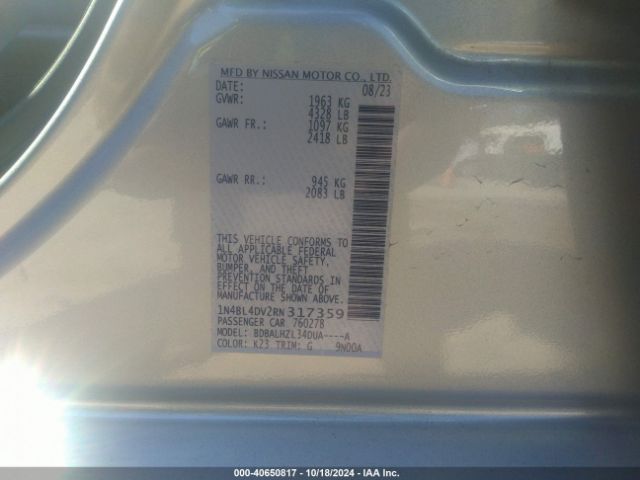 MFD BY NISSAN MOTOR CO., LTD.
DATE: 08/23
GVWR: 1963 KG
4328 LB
GAWR FR.: 1097 KG
2418 LB
GAWR RR.: 945 KG
2083 LB
THIS VEHICLE CONFORMS TO
ALL APPLICABLE FEDERAL
MOTOR VEHICLE SAFETY,
BUMPER, AND THEFT
PREVENTION STANDARDS IN
EFFECT ON THE DATE OF
MANUFACTURE SHOWN ABOVE.
1N4BL4DV2RN317359
PASSENGER CAR 76027B
MODEL: BDBALHZL34DUA----A
COLOR: K23 TRIM: G 9N00A
000-40650817 - 10/18/2024 - IAA Inc.